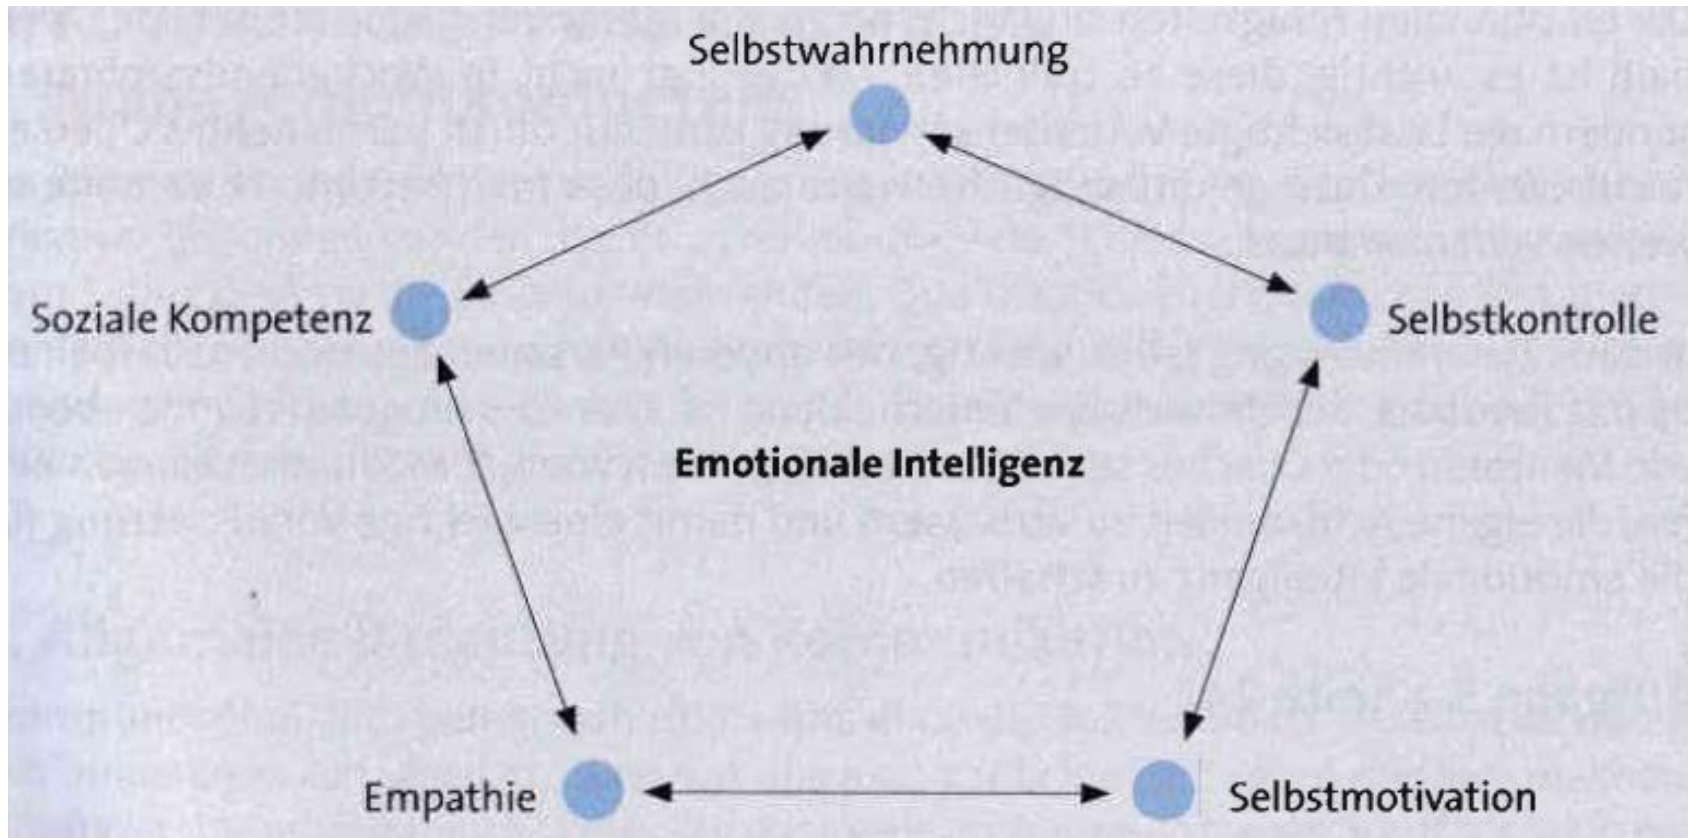 Selbstwahrnehmung
Soziale Kompetenz
Selbstkontrolle
Emotionale Intelligenz
Empathie
Selbstmotivation